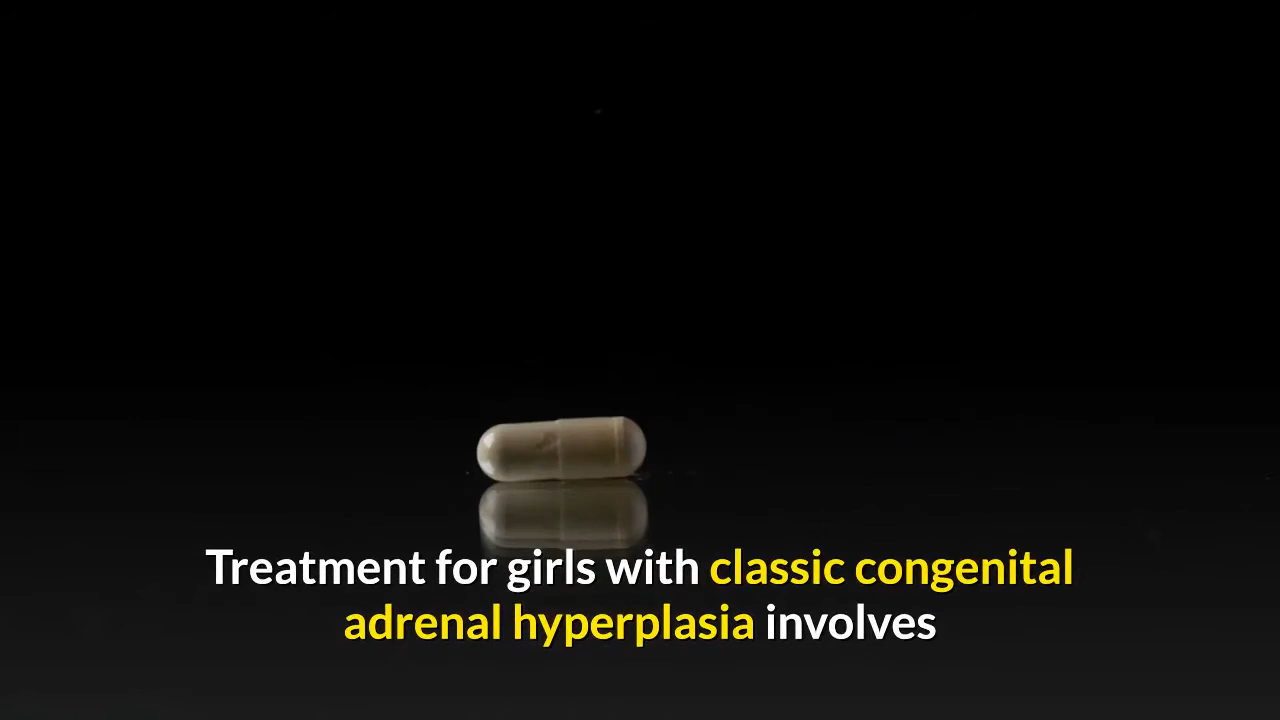 Treatment for girls with classic congenital
adrenal hyperplasia involves